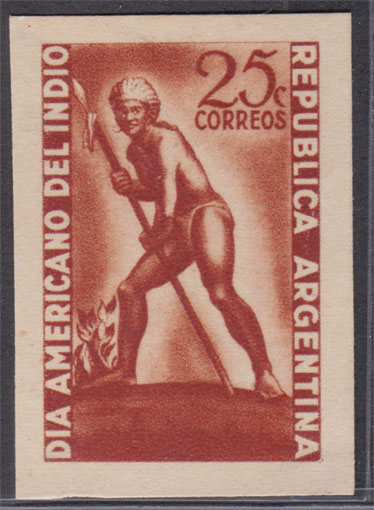 DIA AMERICANO DEL INDIO
25c
CORREOS
REPUBLICA ARGENTINA